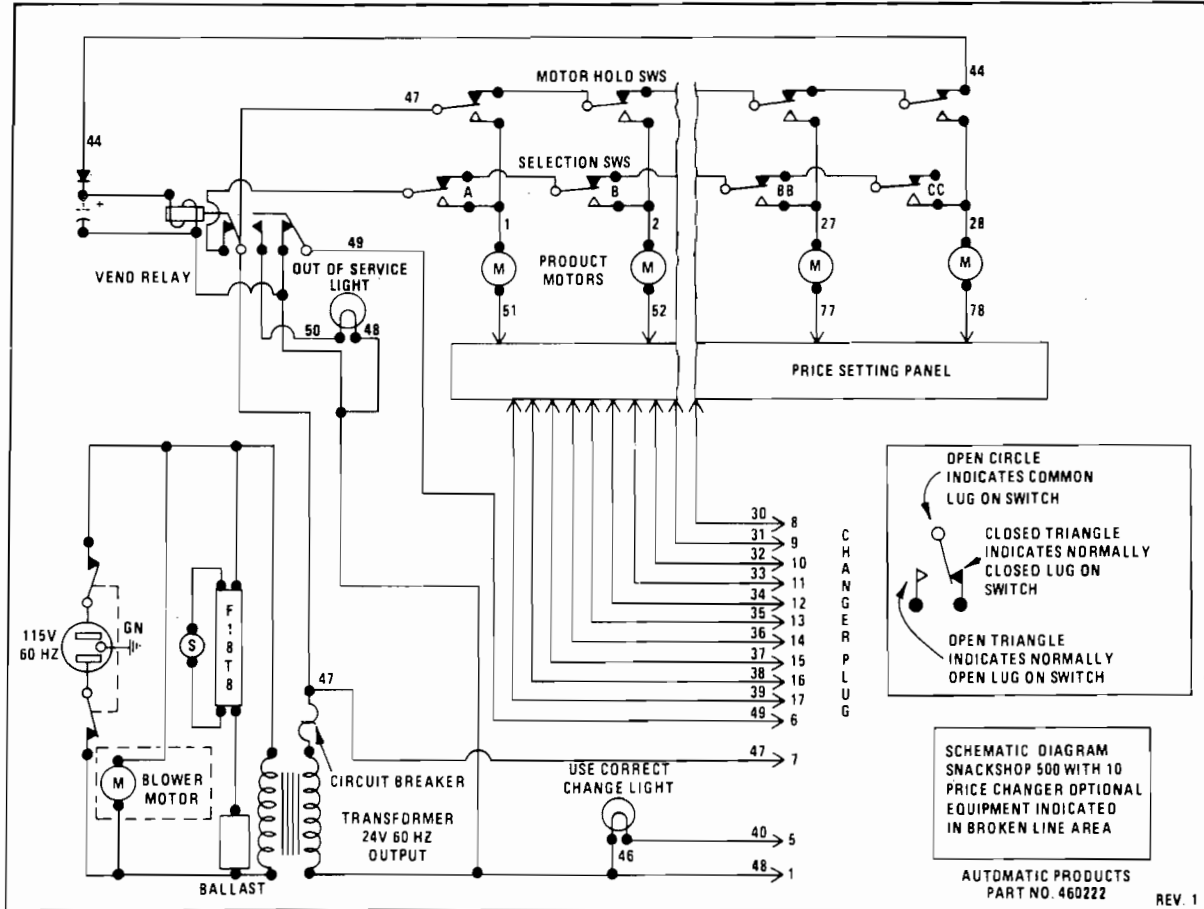 MOTOR HOLD SWS
44
47
44
SELECTION SWS
A
B
BB
CC
+
1
2
27
28
VEND RELAY
49
OUT OF SERVICE
LIGHT
50
48
PRODUCT
MOTORS
M
M
M
M
51
52
77
78
PRICE SETTING PANEL
OPEN CIRCLE
INDICATES COMMON
LUG ON SWITCH
CLOSED TRIANGLE
INDICATES NORMALLY
CLOSED LUG ON
SWITCH
OPEN TRIANGLE
INDICATES NORMALLY
OPEN LUG ON SWITCH
30 8
31 9
32 10
33 11
34 12
35 13
36 14
37 15
38 16
39 17
49 6
47 7
40 5
48 1
CHANGER PLUG
115V
60 HZ
GN
S
F18T8
47
M
BLOWER
MOTOR
BALLAST
CIRCUIT BREAKER
TRANSFORMER
24V 60 HZ
OUTPUT
USE CORRECT
CHANGE LIGHT
46
SCHEMATIC DIAGRAM
SNACKSHOP 500 WITH 10
PRICE CHANGER OPTIONAL
EQUIPMENT INDICATED
IN BROKEN LINE AREA
AUTOMATIC PRODUCTS
PART NO. 460222
REV. 1